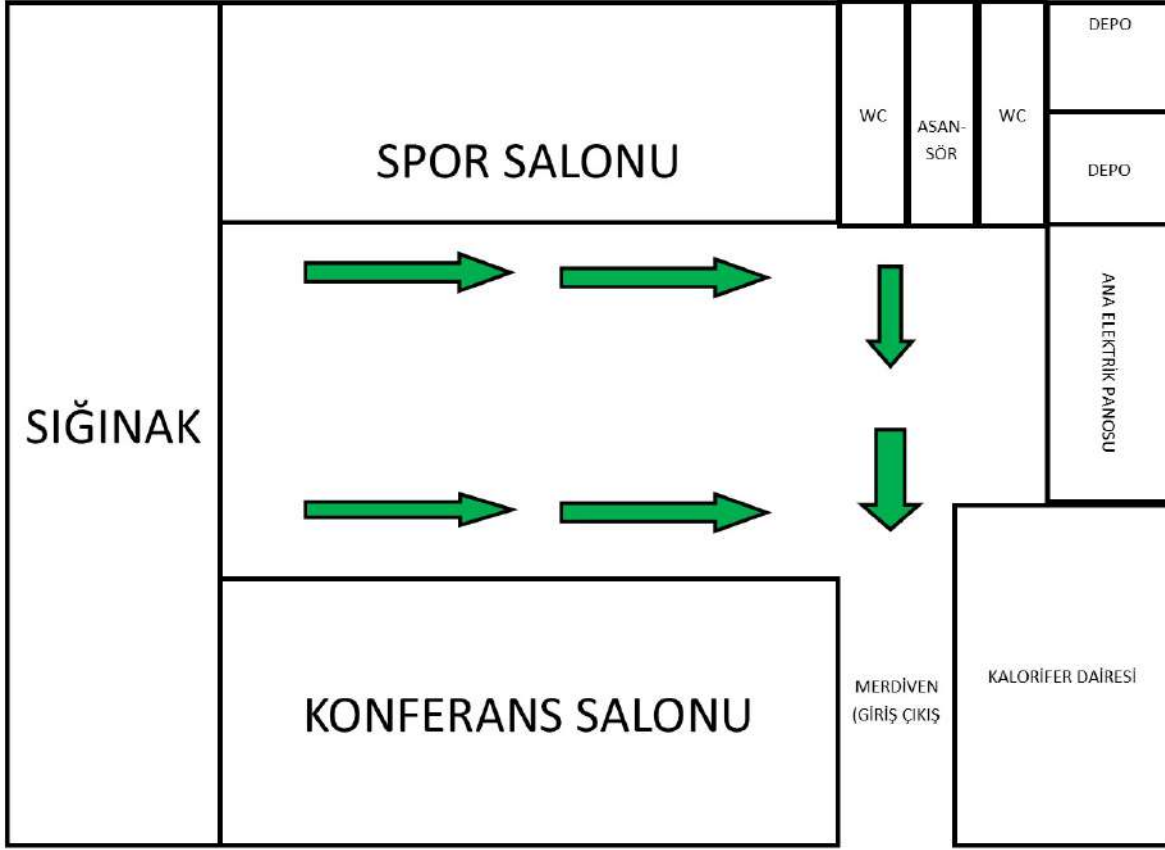 DEPO
WC
ASAN-
SÖR
WC
SPOR SALONU
DEPO
ANA ELEKTRİK PANOSU
SIĞINAK
KONFERANS SALONU
MERDİVEN
(GİRİŞ ÇIKIŞ
KALORİFER DAİRESİ